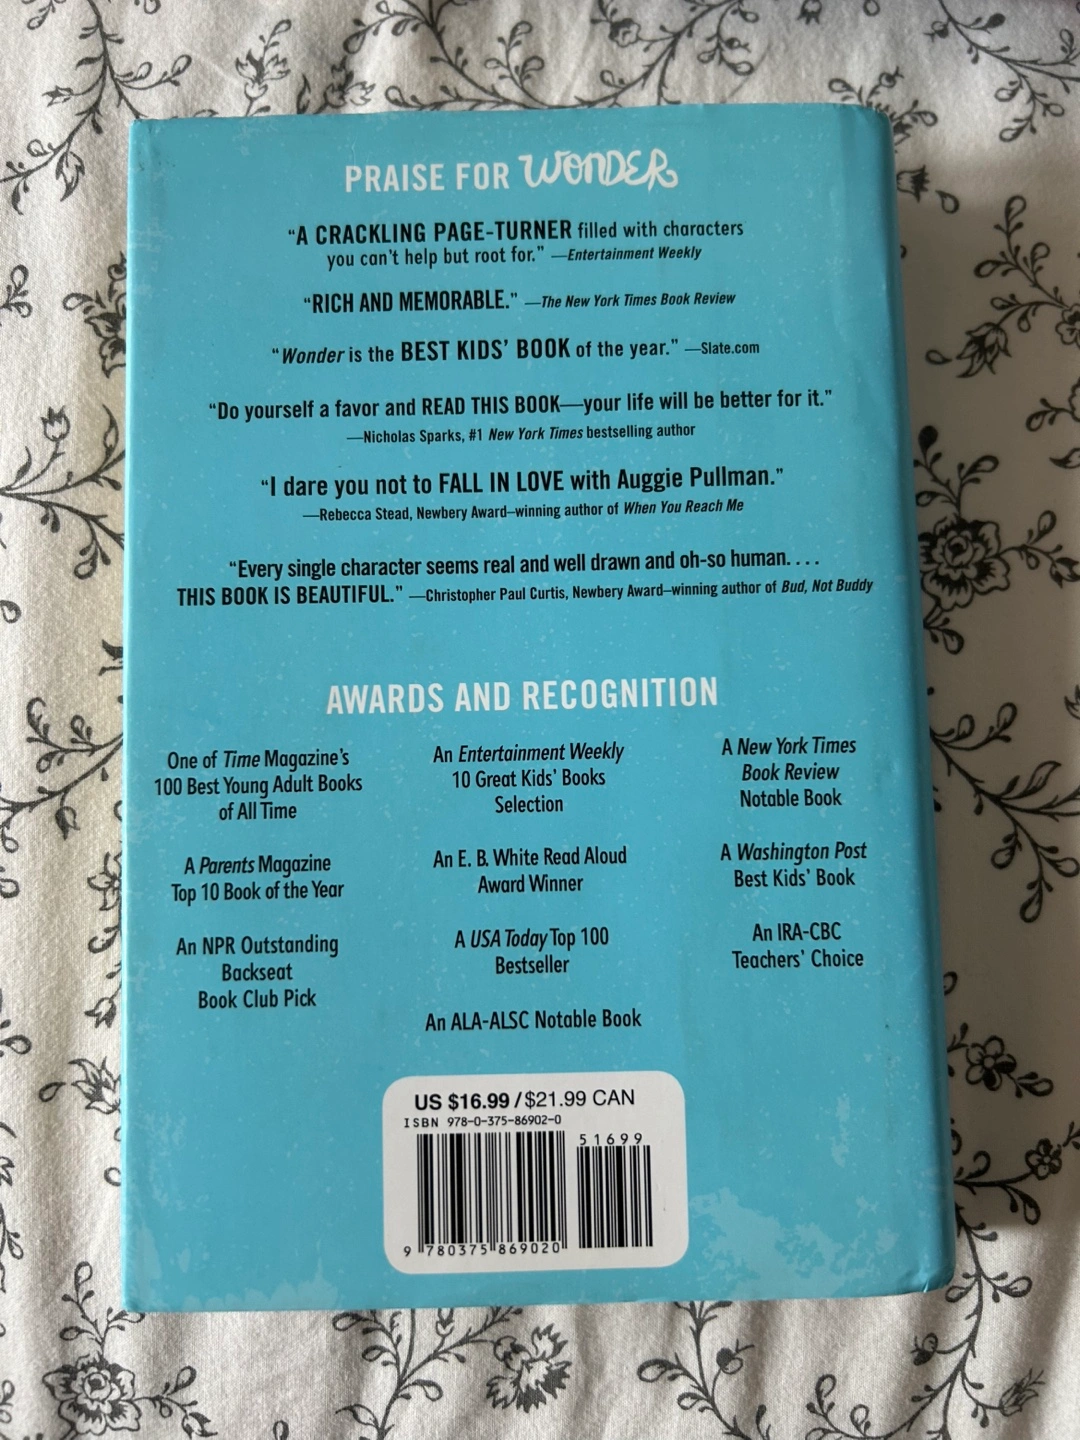 PRAISE FOR WONDER
“A CRACKLING PAGE-TURNER filled with characters
you can’t help but root for.” —Entertainment Weekly
“RICH AND MEMORABLE.” —The New York Times Book Review
“Wonder is the BEST KIDS’ BOOK of the year.” —Slate.com
“Do yourself a favor and READ THIS BOOK—your life will be better for it.”
—Nicholas Sparks, #1 New York Times bestselling author
“I dare you not to FALL IN LOVE with Auggie Pullman.”
—Rebecca Stead, Newbery Award–winning author of When You Reach Me
“Every single character seems real and well drawn and oh-so human. . . .
THIS BOOK IS BEAUTIFUL.” —Christopher Paul Curtis, Newbery Award–winning author of Bud, Not Buddy
AWARDS AND RECOGNITION
One of Time Magazine’s
100 Best Young Adult Books
of All Time
A Parents Magazine
Top 10 Book of the Year
An NPR Outstanding
Backseat
Book Club Pick
An Entertainment Weekly
10 Great Kids’ Books
Selection
An E. B. White Read Aloud
Award Winner
A USA Today Top 100
Bestseller
An ALA-ALSC Notable Book
A New York Times
Book Review
Notable Book
A Washington Post
Best Kids’ Book
An IRA-CBC
Teachers’ Choice
US $16.99 / $21.99 CAN
ISBN 978-0-375-86902-0
51699
9 780375 869020